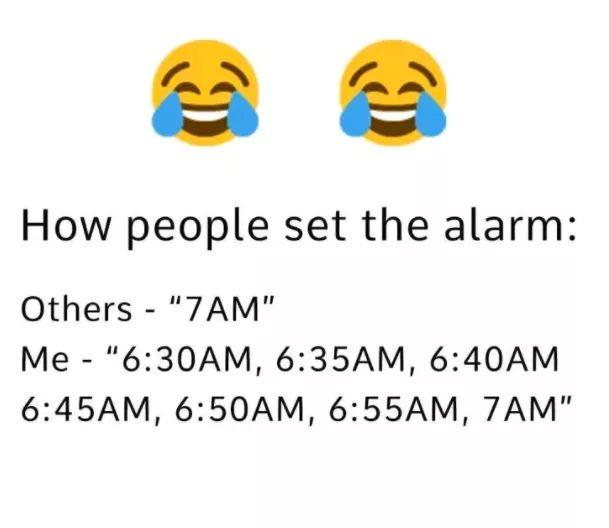 How people set the alarm:
Others - "7AM"
Me - "6:30AM, 6:35AM, 6:40AM
6:45AM, 6:50AM, 6:55AM, 7AM"